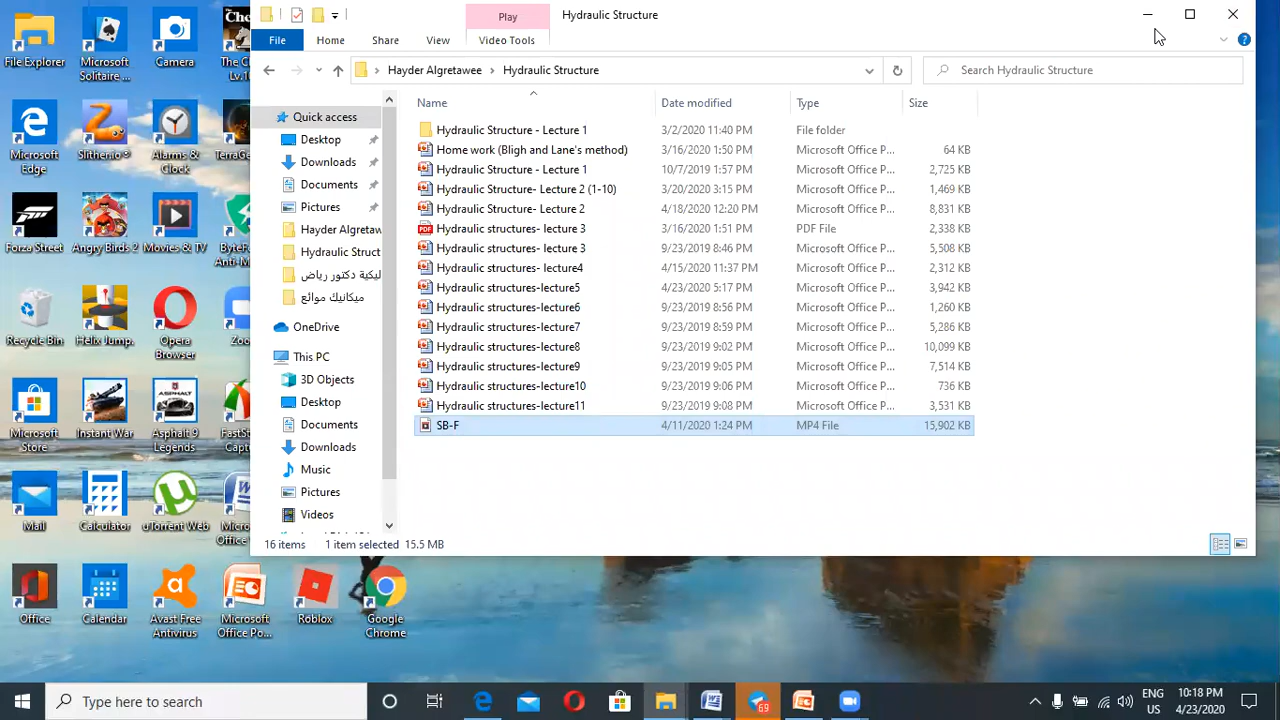 Play
Hydraulic Structure
File
Home
Share
View
Video Tools
Hayder Algretawee
Hydraulic Structure
Search Hydraulic Structure
Quick access
Desktop
Downloads
Documents
Pictures
Hayder Algretaw
Hydraulic Struct
ليكية دكتور رياض
ميكانيك موائع
OneDrive
This PC
3D Objects
Desktop
Documents
Downloads
Music
Pictures
Videos
Name Date modified Type Size
Hydraulic Structure - Lecture 1 3/2/2020 11:40 PM File folder
Home work (Bligh and Lane's method) 3/16/2020 1:50 PM Microsoft Office P... 64 KB
Hydraulic Structure - Lecture 1 10/7/2019 1:57 PM Microsoft Office P... 2,725 KB
Hydraulic Structure- Lecture 2 (1-10) 3/20/2020 3:15 PM Microsoft Office P... 1,469 KB
Hydraulic Structure- Lecture 2 4/18/2020 12:20 PM Microsoft Office P... 8,831 KB
Hydraulic structures- lecture 3 3/16/2020 1:51 PM PDF File 2,338 KB
Hydraulic structures- lecture 3 9/23/2019 8:46 PM Microsoft Office P... 5,508 KB
Hydraulic structures- lecture4 4/15/2020 11:37 PM Microsoft Office P... 2,312 KB
Hydraulic structures-lecture5 4/23/2020 5:17 PM Microsoft Office P... 3,942 KB
Hydraulic structures-lecture6 9/23/2019 8:56 PM Microsoft Office P... 1,260 KB
Hydraulic structures-lecture7 9/23/2019 8:59 PM Microsoft Office P... 5,286 KB
Hydraulic structures-lecture8 9/23/2019 9:02 PM Microsoft Office P... 10,099 KB
Hydraulic structures-lecture9 9/23/2019 9:05 PM Microsoft Office P... 7,514 KB
Hydraulic structures-lecture10 9/23/2019 9:06 PM Microsoft Office P... 736 KB
Hydraulic structures-lecture11 9/23/2019 9:08 PM Microsoft Office P... 3,531 KB
SB-F 4/11/2020 1:24 PM MP4 File 15,902 KB
16 items 1 item selected 15.5 MB
File Explorer
Microsoft
Solitaire ...
Camera
The Che
Lv.10
Microsoft
Edge
Slitherio 3
Alarms &
Clock
TerraGe
Forza Street
Angry Birds 2
Movies & TV
ByteF
Anti-M
Recycle Bin
Helix Jump.
Opera
Browser
Zoo
Microsoft
Store
Instant War
Asphalt 9
Legends
FastSt
Capt
Mail
Calculator
uTorrent Web
Micros
Office V
Office
Calendar
Avast Free
Antivirus
Microsoft
Office Po...
Roblox
Google
Chrome
Type here to search
69
ENG
US
10:18 PM
4/23/2020